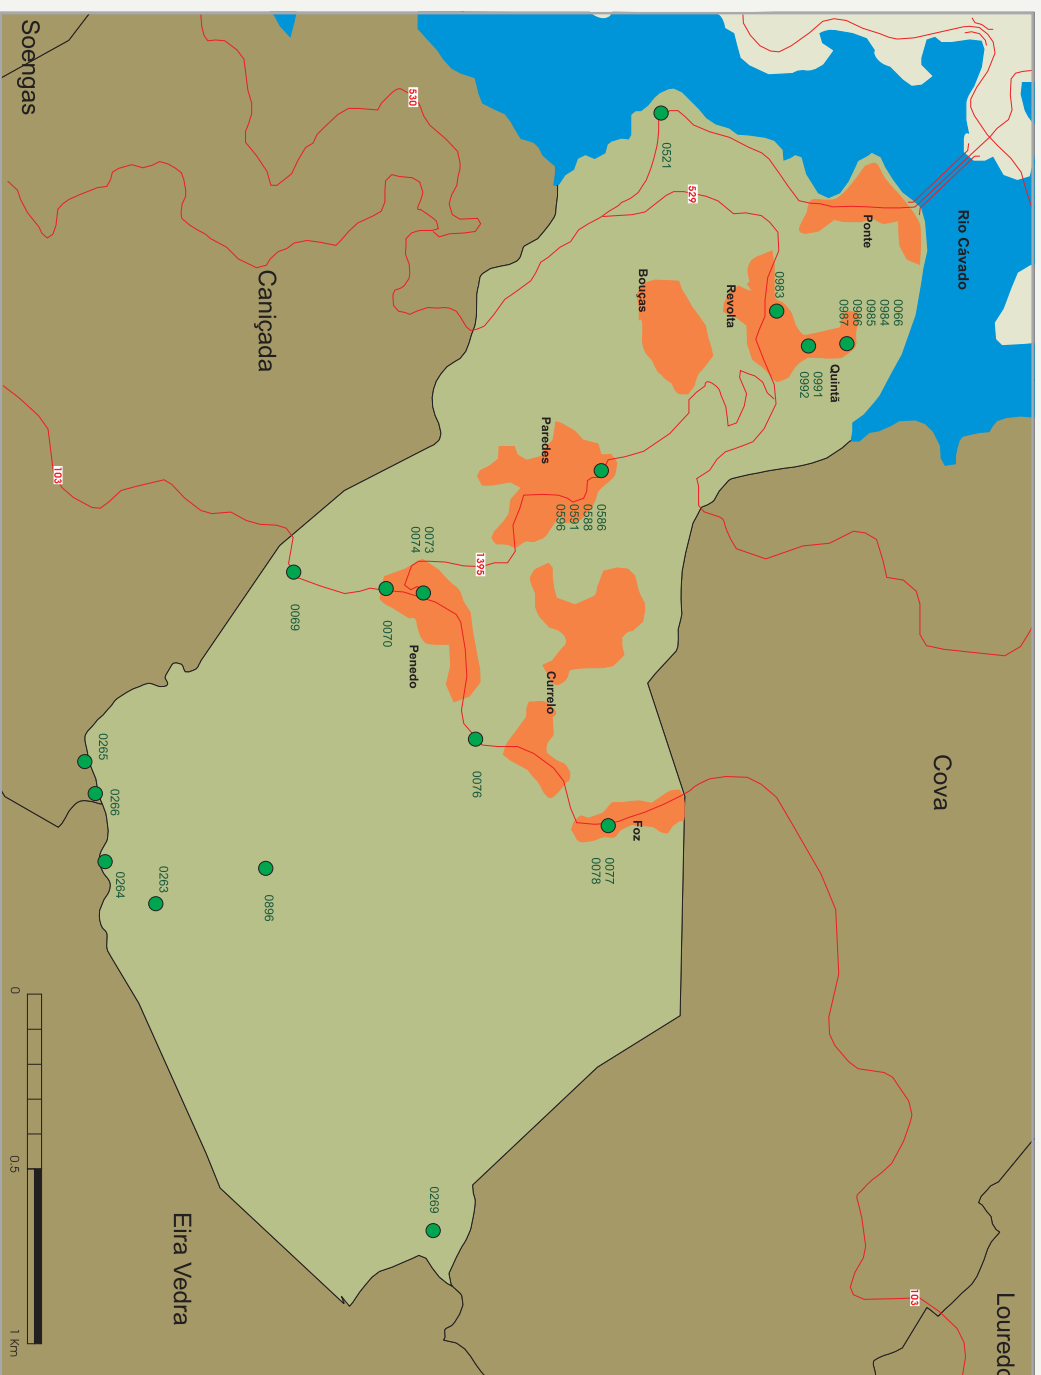 Louredo
Rio Cávado
Cova
103
0066
0984
0985
0986
0987
Ponte
Quintã
0991
0992
0983
Revolta
529
0521
Bouças
Foz
0077
0078
0586
0588
0591
0596
Paredes
Currelo
1395
0076
0269
0073
0074
Penedo
530
0070
0069
Caniçada
0896
Eira Vedra
0263
0264
0266
0265
103
Soengas
0 0.5 1 Km